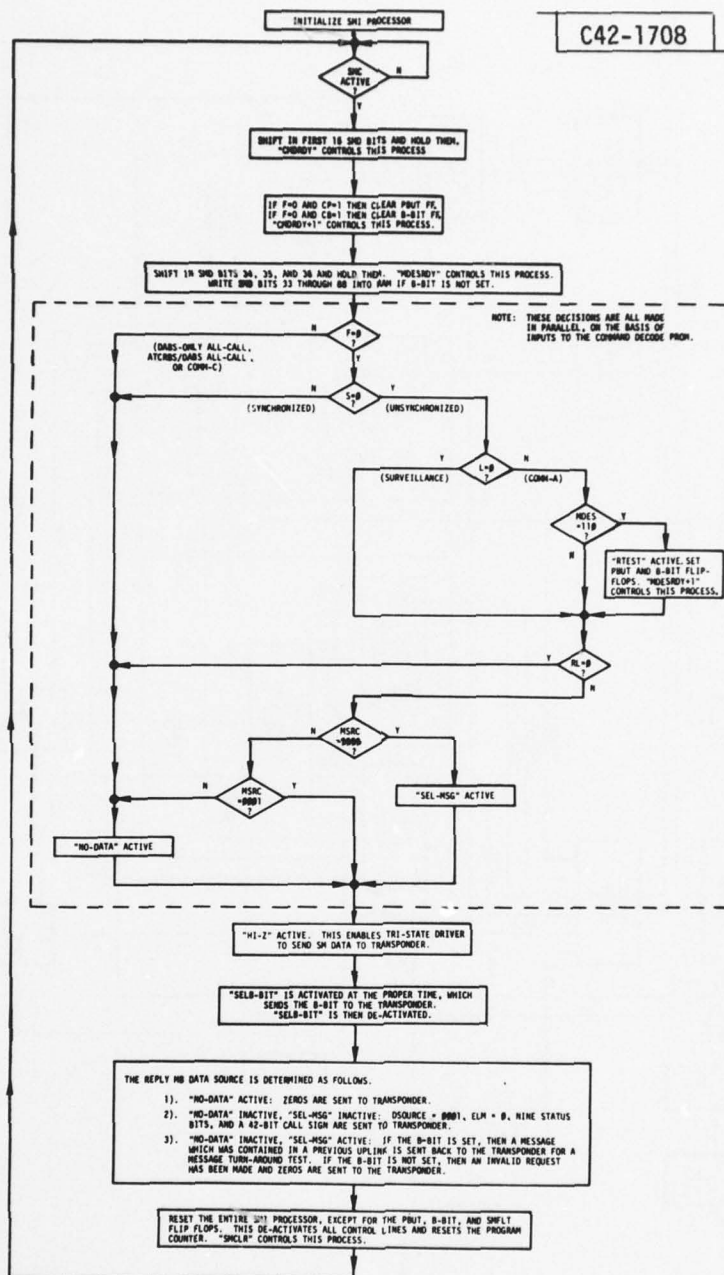 C42-1708
INITIALIZE SMI PROCESSOR
SMC
ACTIVE
?
N
Y
SHIFT IN FIRST 16 SMD BITS AND HOLD THEM.
"CMDRDY" CONTROLS THIS PROCESS
IF F=0 AND CP=1 THEN CLEAR PBUT FF.
IF F=0 AND CB=1 THEN CLEAR B-BIT FF.
"CMDRDY+1" CONTROLS THIS PROCESS.
SHIFT IN SMD BITS 34, 35, AND 36 AND HOLD THEM. "MDESRDY" CONTROLS THIS PROCESS.
WRITE SMD BITS 33 THROUGH 88 INTO RAM IF B-BIT IS NOT SET.
NOTE: THESE DECISIONS ARE ALL MADE
IN PARALLEL, ON THE BASIS OF
INPUTS TO THE COMMAND DECODE PROM.
N
F=0
?
Y
(DABS-ONLY ALL-CALL,
ATCRBS/DABS ALL-CALL,
OR COMM-C)
N
S=0
?
Y
(SYNCHRONIZED)
(UNSYNCHRONIZED)
Y
L=0
?
N
(SURVEILLANCE)
(COMM-A)
MDES
=110
?
Y
N
"RTEST" ACTIVE. SET
PBUT AND B-BIT FLIP-
FLOPS. "MDESRDY+1"
CONTROLS THIS PROCESS.
Y
RL=0
?
N
N
MSRC
=0000
?
Y
N
MSRC
=0001
?
Y
"SEL-MSG" ACTIVE
"NO-DATA" ACTIVE
"HI-Z" ACTIVE. THIS ENABLES TRI-STATE DRIVER
TO SEND SM DATA TO TRANSPONDER.
"SELB-BIT" IS ACTIVATED AT THE PROPER TIME, WHICH
SENDS THE B-BIT TO THE TRANSPONDER.
"SELB-BIT" IS THEN DE-ACTIVATED.
THE REPLY MB DATA SOURCE IS DETERMINED AS FOLLOWS.
1). "NO-DATA" ACTIVE: ZEROS ARE SENT TO TRANSPONDER.
2). "NO-DATA" INACTIVE, "SEL-MSG" INACTIVE: DSOURCE = 0001, ELM = 0, NINE STATUS
BITS, AND A 42-BIT CALL SIGN ARE SENT TO TRANSPONDER.
3). "NO-DATA" INACTIVE, "SEL-MSG" ACTIVE: IF THE B-BIT IS SET, THEN A MESSAGE
WHICH WAS CONTAINED IN A PREVIOUS UPLINK IS SENT BACK TO THE TRANSPONDER FOR A
MESSAGE TURN-AROUND TEST. IF THE B-BIT IS NOT SET, THEN AN INVALID REQUEST
HAS BEEN MADE AND ZEROS ARE SENT TO THE TRANSPONDER.
RESET THE ENTIRE SMI PROCESSOR, EXCEPT FOR THE PBUT, B-BIT, AND SMFLT
FLIP FLOPS. THIS DE-ACTIVATES ALL CONTROL LINES AND RESETS THE PROGRAM
COUNTER. "SMCLR" CONTROLS THIS PROCESS.